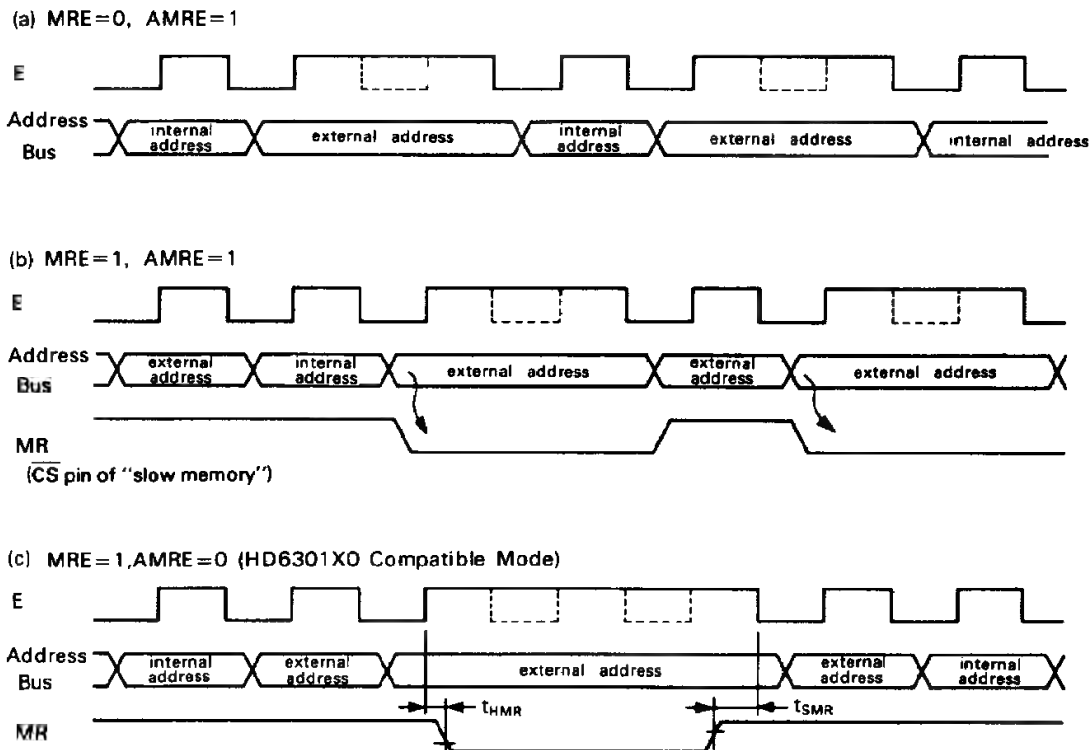 (a) MRE=0, AMRE=1
E
Address
Bus
internal address
external address
internal address
external address
internal address
(b) MRE=1, AMRE=1
E
Address
Bus
external address
internal address
external address
external address
external address
MR
(CS pin of "slow memory")
(c) MRE=1,AMRE=0 (HD6301X0 Compatible Mode)
E
Address
Bus
internal address
external address
external address
external address
internal address
tHMR
tSMR
MR